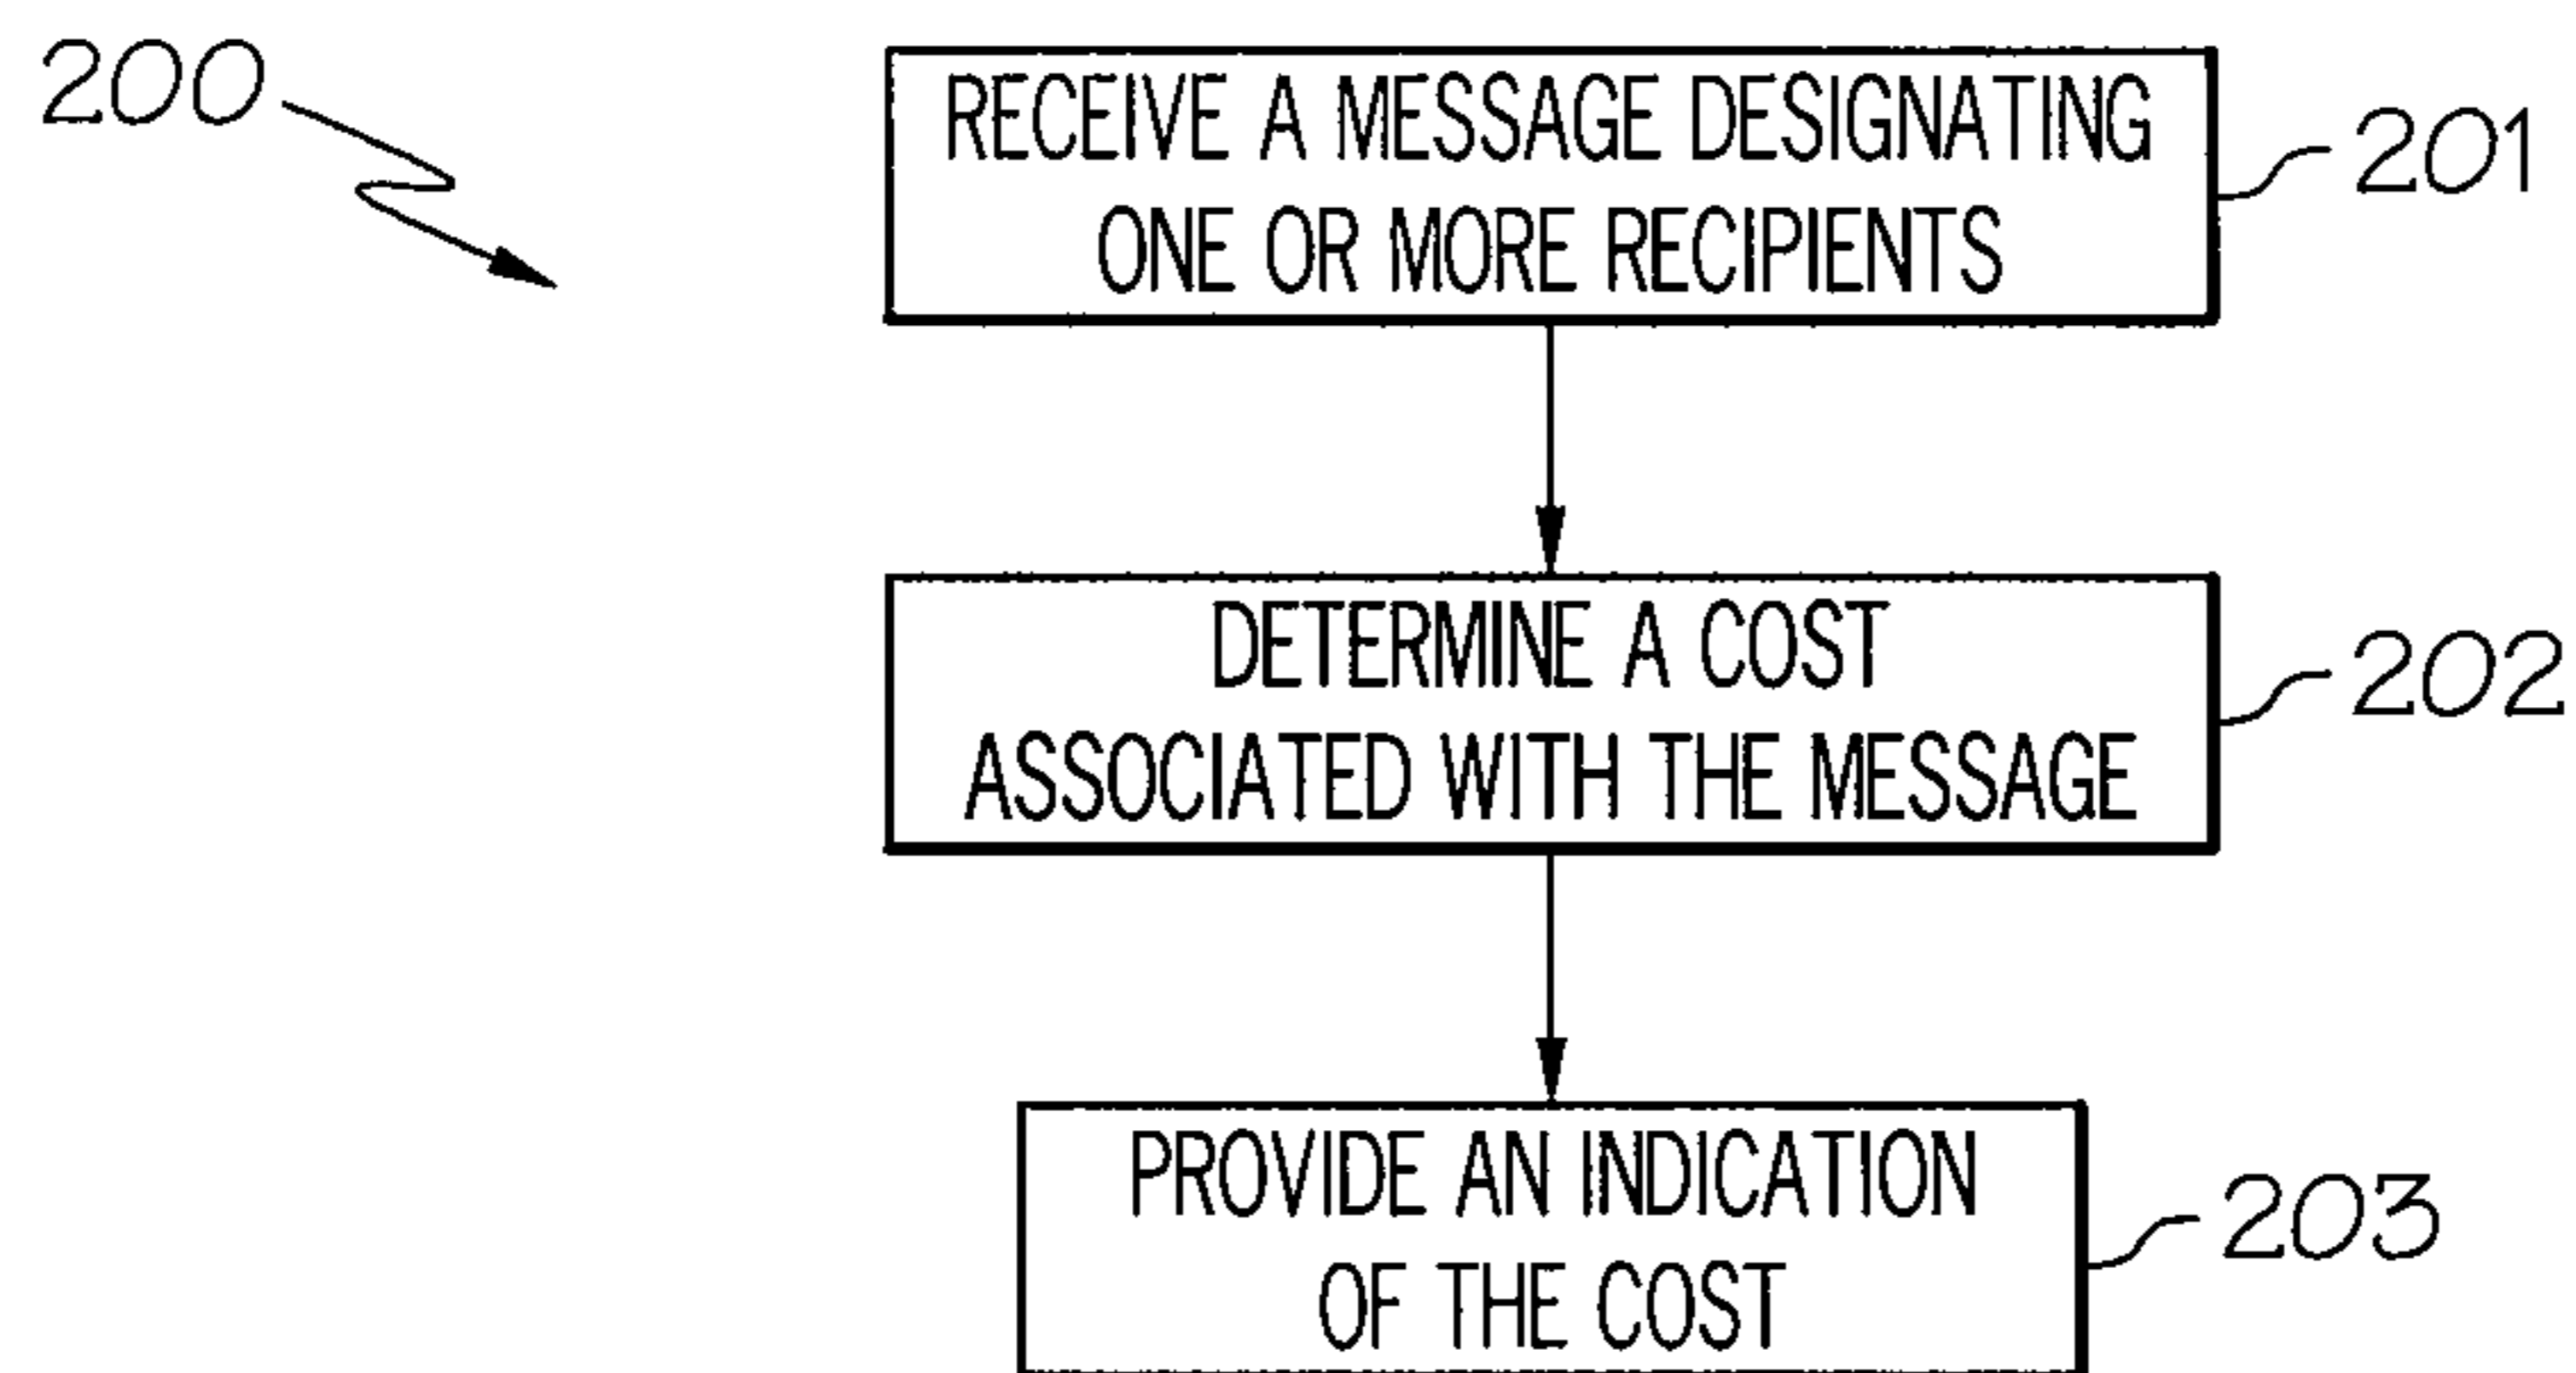 200
RECEIVE A MESSAGE DESIGNATING
ONE OR MORE RECIPIENTS
201
DETERMINE A COST
ASSOCIATED WITH THE MESSAGE
202
PROVIDE AN INDICATION
OF THE COST
203